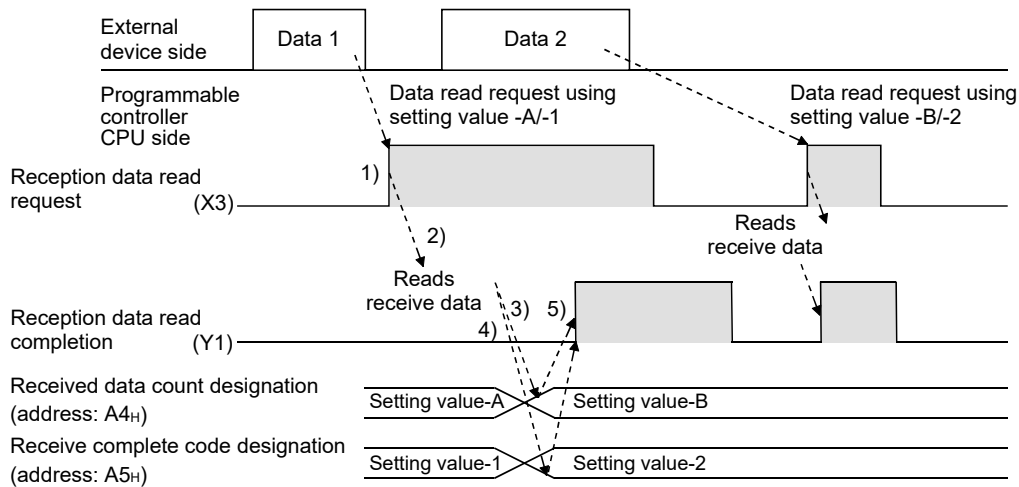 External
device side
Data 1
Data 2
Programmable
controller
CPU side
Data read request using
setting value -A/-1
Data read request using
setting value -B/-2
Reception data read
request (X3)
1)
2)
Reads
receive data
Reads
receive data
3)
4)
5)
Reception data read
completion (Y1)
Received data count designation
(address: A4H)
Setting value-A
Setting value-B
Receive complete code designation
(address: A5H)
Setting value-1
Setting value-2